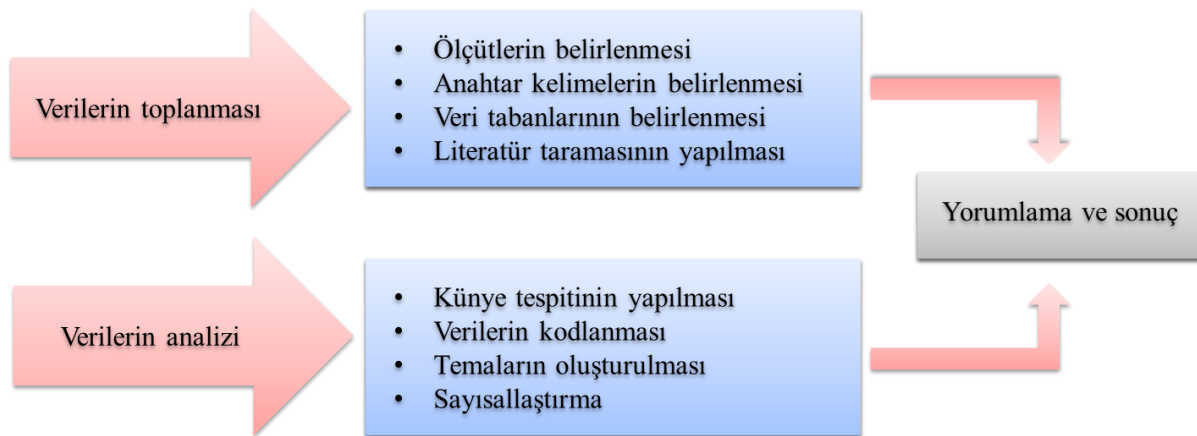 Verilerin toplanması
• Ölçütlerin belirlenmesi
• Anahtar kelimelerin belirlenmesi
• Veri tabanlarının belirlenmesi
• Literatür taramasının yapılması
Verilerin analizi
• Künye tespitinin yapılması
• Verilerin kodlanması
• Temaların oluşturulması
• Sayısallaştırma
Yorumlama ve sonuç